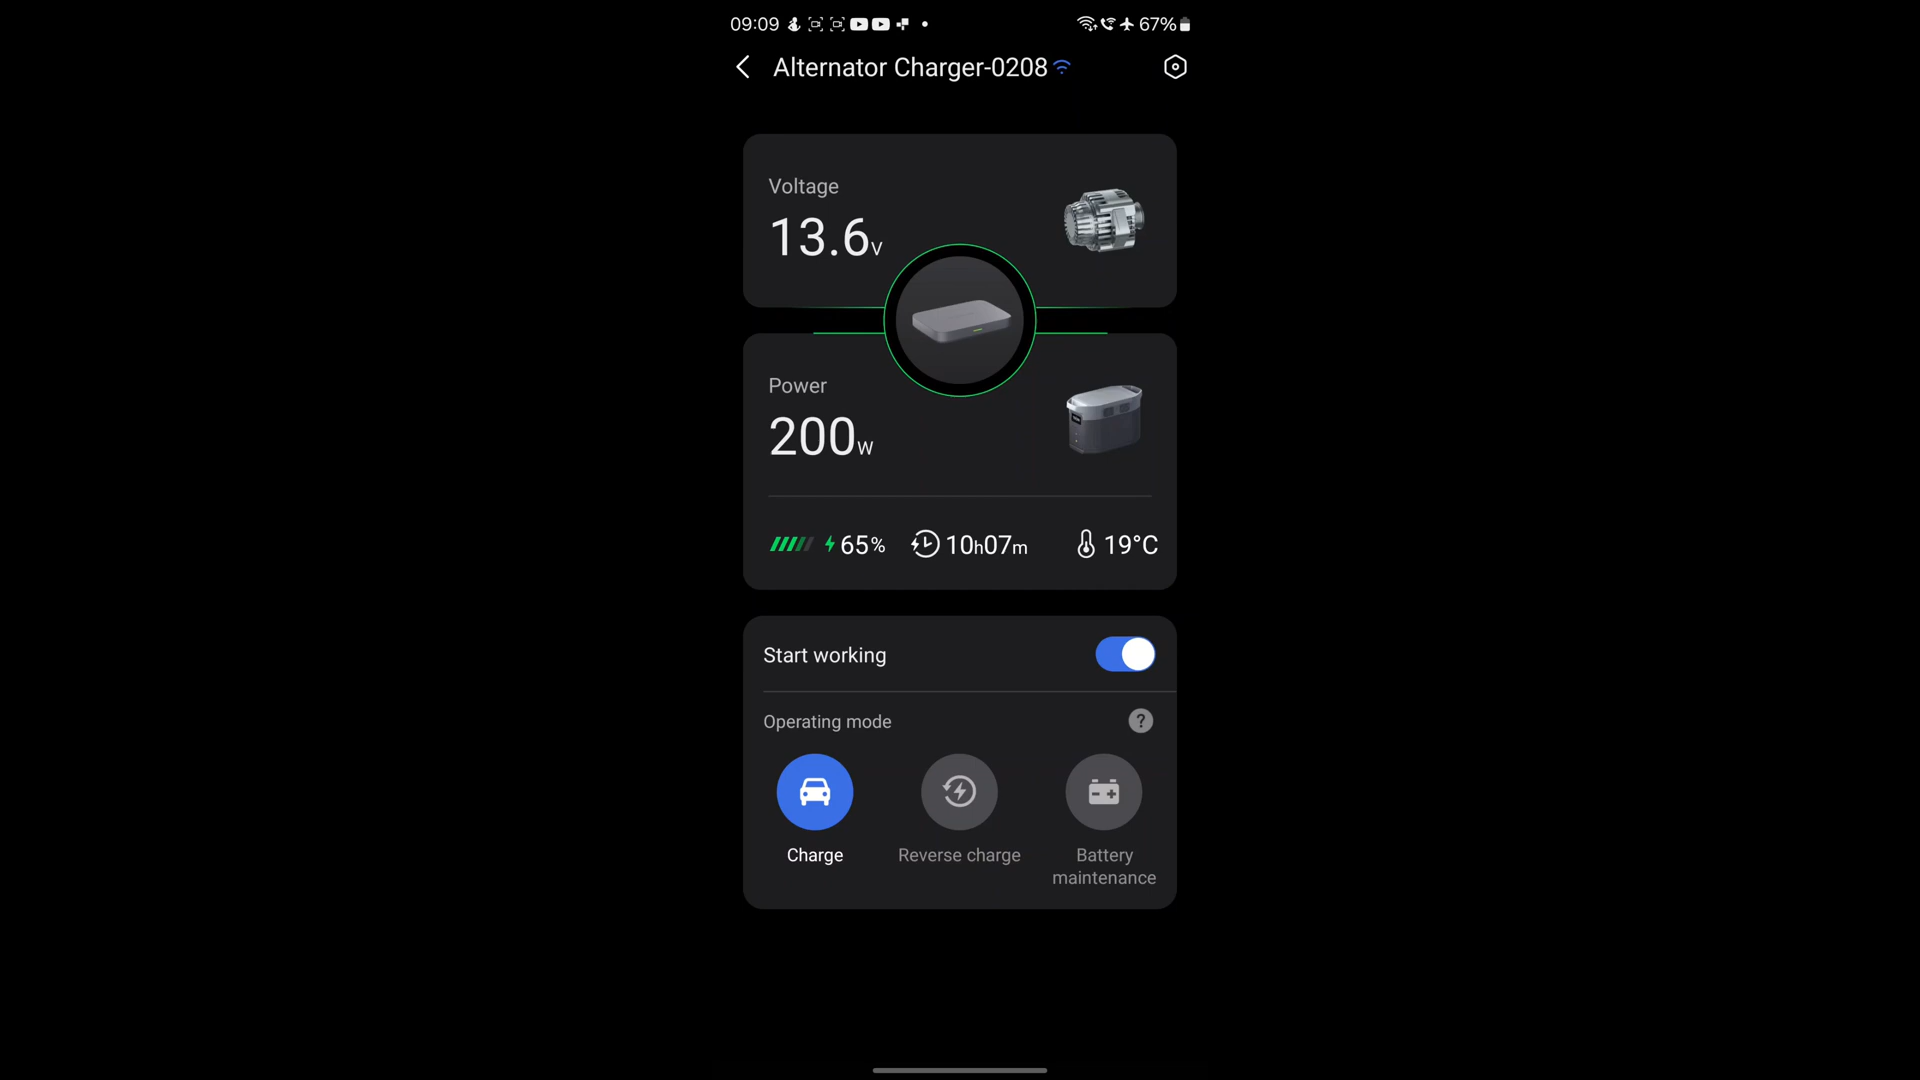 09:09 67%
Alternator Charger-0208
Voltage
13.6V
Power
200W
65% 10h07m 19°C
Start working
Operating mode ?
Charge Reverse charge Battery maintenance